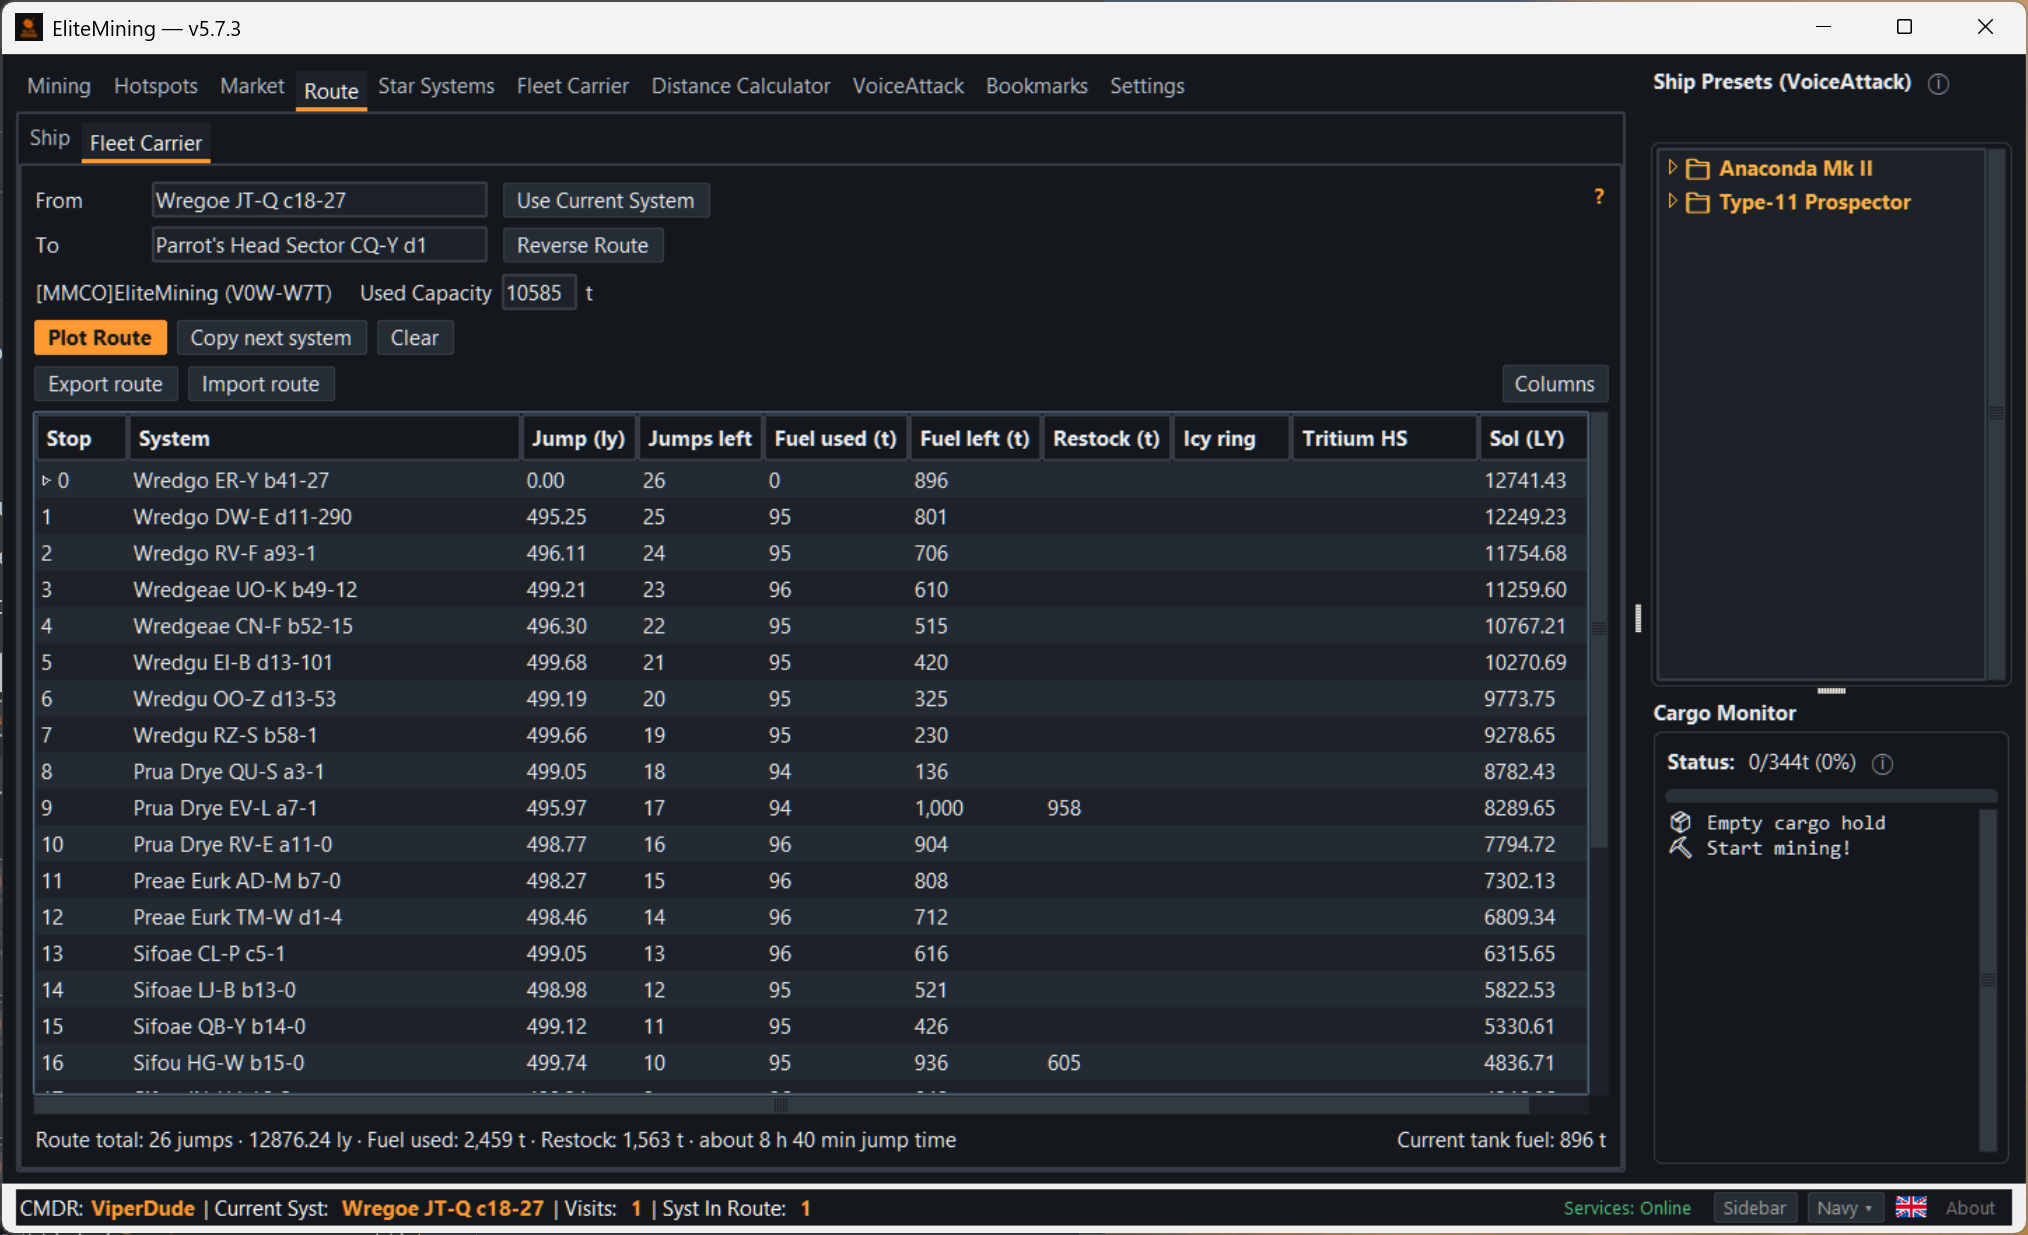 EliteMining — v5.7.3
Mining Hotspots Market Route Star Systems Fleet Carrier Distance Calculator VoiceAttack Bookmarks Settings
Ship Fleet Carrier
From Wregoe JT-Q c18-27 Use Current System ?
To Parrot's Head Sector CQ-Y d1 Reverse Route
[MMCO]EliteMining (V0W-W7T) Used Capacity 10585 t
Plot Route Copy next system Clear
Export route Import route Columns
Stop System Jump (ly) Jumps left Fuel used (t) Fuel left (t) Restock (t) Icy ring Tritium HS Sol (LY)
0 Wredgo ER-Y b41-27 0.00 26 0 896 12741.43
1 Wredgo DW-E d11-290 495.25 25 95 801 12249.23
2 Wredgo RV-F a93-1 496.11 24 95 706 11754.68
3 Wredgeae UO-K b49-12 499.21 23 96 610 11259.60
4 Wredgeae CN-F b52-15 496.30 22 95 515 10767.21
5 Wredgu EI-B d13-101 499.68 21 95 420 10270.69
6 Wredgu OO-Z d13-53 499.19 20 95 325 9773.75
7 Wredgu RZ-S b58-1 499.66 19 95 230 9278.65
8 Prua Drye QU-S a3-1 499.05 18 94 136 8782.43
9 Prua Drye EV-L a7-1 495.97 17 94 1,000 958 8289.65
10 Prua Drye RV-E a11-0 498.77 16 96 904 7794.72
11 Preae Eurk AD-M b7-0 498.27 15 96 808 7302.13
12 Preae Eurk TM-W d1-4 498.46 14 96 712 6809.34
13 Sifoae CL-P c5-1 499.05 13 96 616 6315.65
14 Sifoae LJ-B b13-0 498.98 12 95 521 5822.53
15 Sifoae QB-Y b14-0 499.12 11 95 426 5330.61
16 Sifou HG-W b15-0 499.74 10 95 936 605 4836.71
Route total: 26 jumps · 12876.24 ly · Fuel used: 2,459 t · Restock: 1,563 t · about 8 h 40 min jump time Current tank fuel: 896 t
Ship Presets (VoiceAttack)
Anaconda Mk II
Type-11 Prospector
Cargo Monitor
Status: 0/344t (0%)
Empty cargo hold
Start mining!
CMDR: ViperDude | Current Syst: Wregoe JT-Q c18-27 | Visits: 1 | Syst In Route: 1 Services: Online Sidebar Navy About